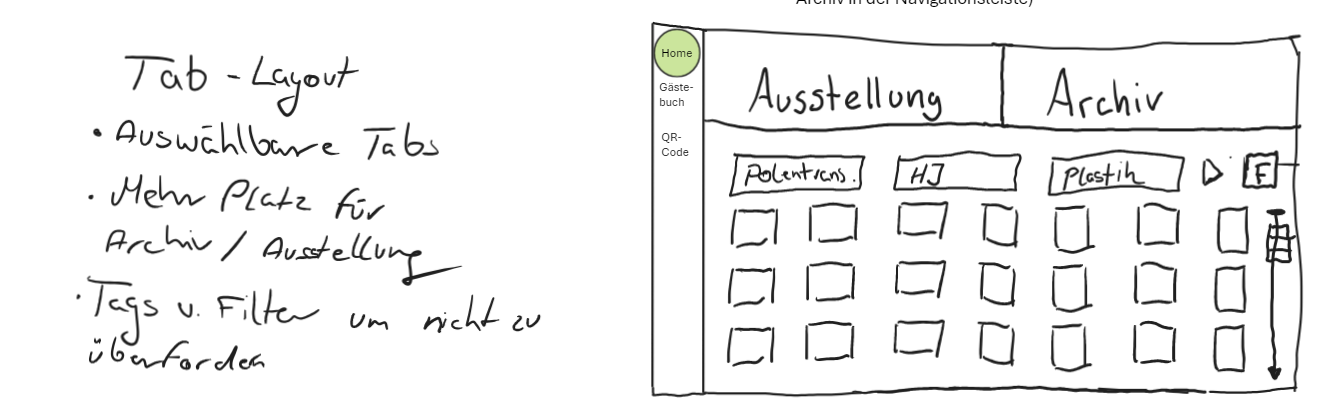 Archiv in der Navigationsleiste)
Tab - Layout
• Auswählbare Tabs
• Mehr Platz für
Archiv / Ausstellung
• Tags u. Filter um nicht zu
überfordern
Home
Gäste-
buch
QR-
Code
Ausstellung
Archiv
HJ
Plastik
F